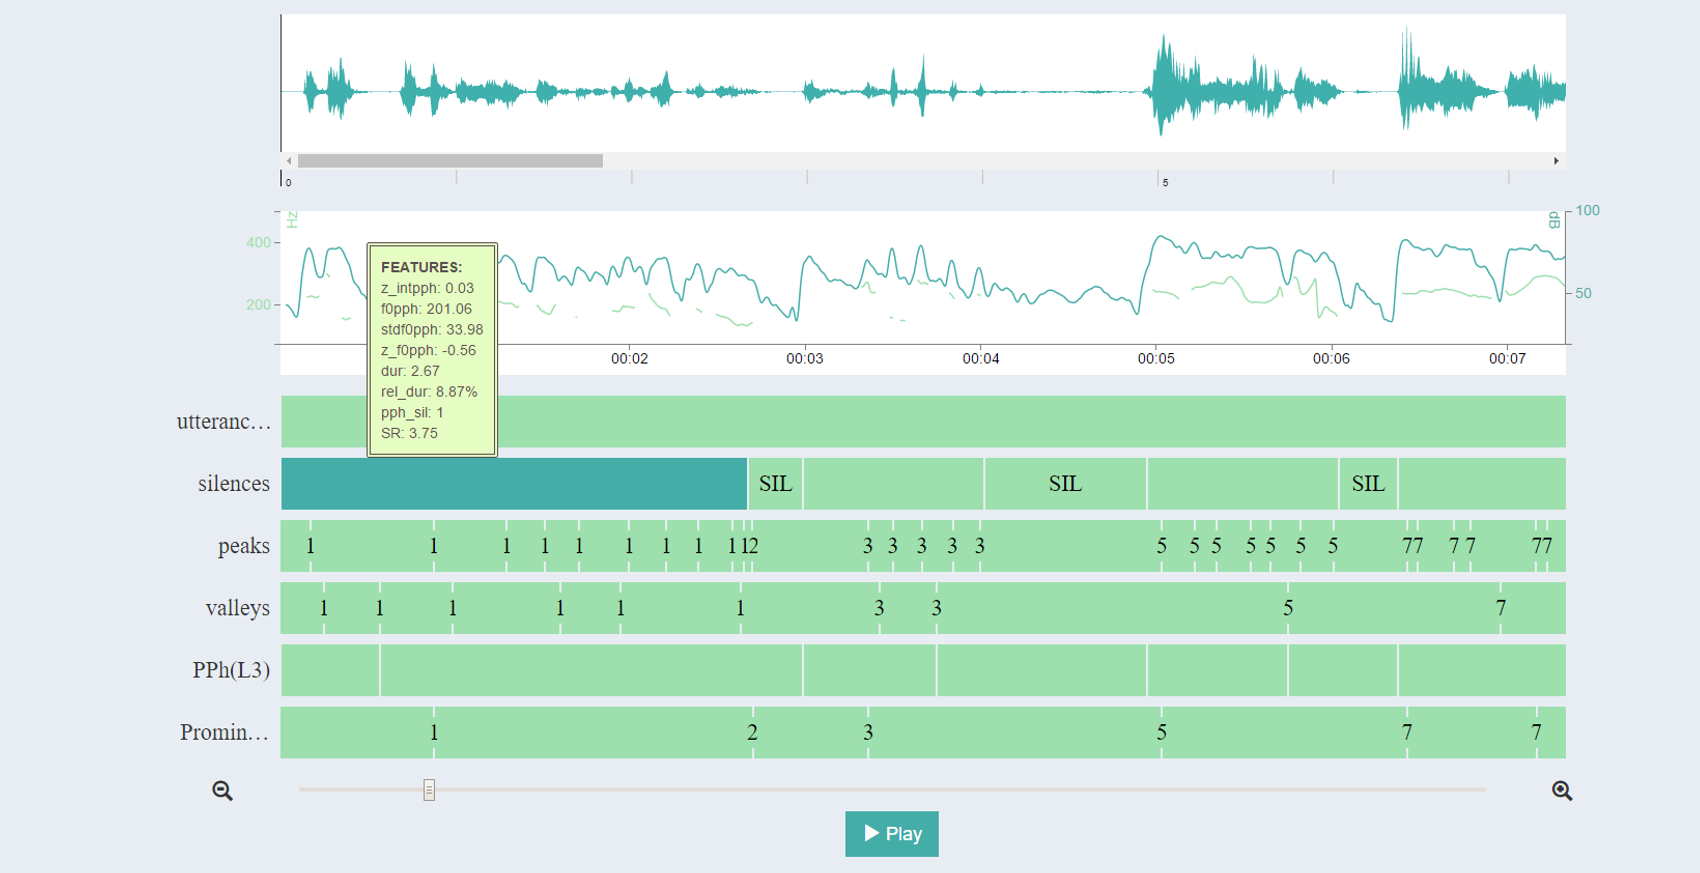 0 5
Hz dB 100
400
200 50
FEATURES:
z_intpph: 0.03
f0pph: 201.06
stdf0pph: 33.98
z_f0pph: -0.56
dur: 2.67
rel_dur: 8.87%
pph_sil: 1
SR: 3.75
00:02 00:03 00:04 00:05 00:06 00:07
utteranc…
silences SIL SIL SIL
peaks 1 1 1 1 1 1 1 1 1 1 2 3 3 3 3 3 5 5 5 5 5 5 5 7 7 7 7 7 7
valleys 1 1 1 1 1 1 3 3 5 7
PPh(L3)
Promin… 1 2 3 5 7 7
Play